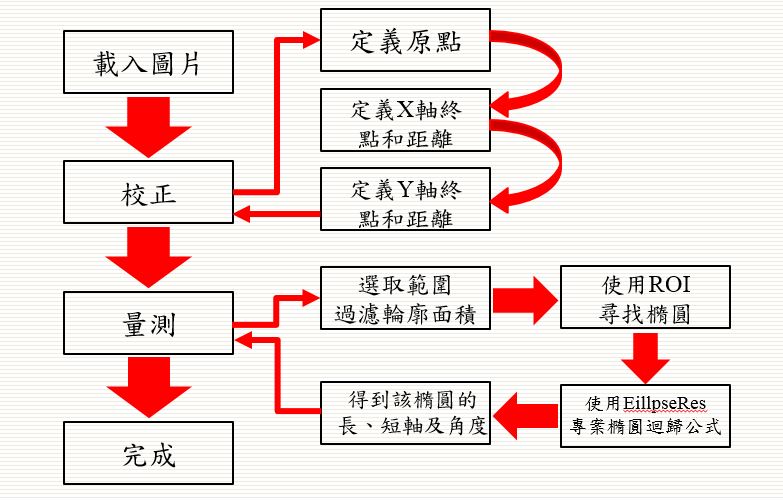 載入圖片
校正
定義原點
定義X軸終
點和距離
定義Y軸終
點和距離
量測
選取範圍
過濾輪廓面積
使用ROI
尋找橢圓
使用EillpseRes
專案橢圓迴歸公式
得到該橢圓的
長、短軸及角度
完成